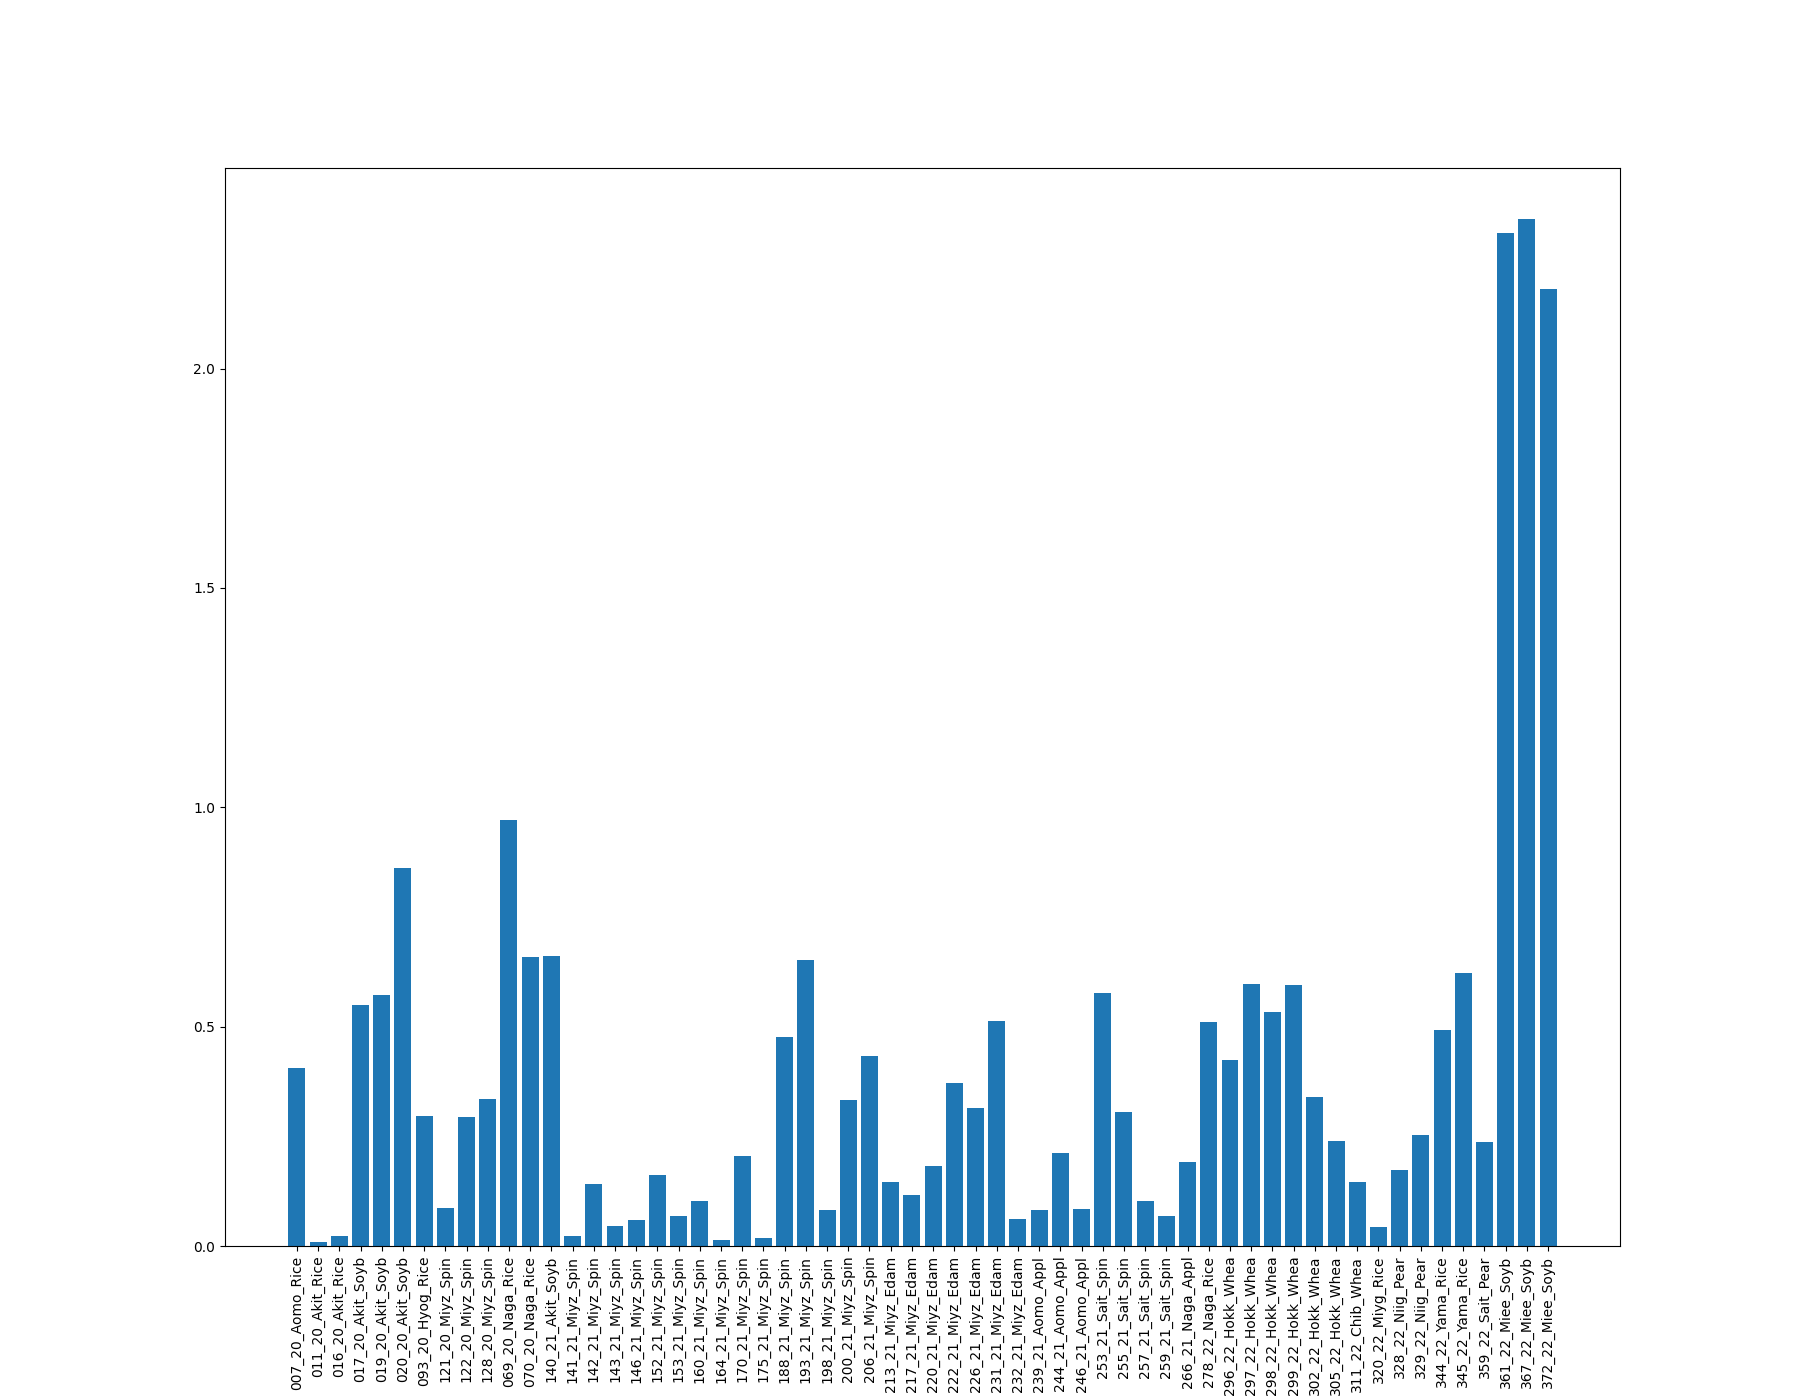 2.0
1.5
1.0
0.5
0.0
007_20_Aomo_Rice
011_20_Akit_Rice
016_20_Akit_Rice
017_20_Akit_Soyb
019_20_Akit_Soyb
020_20_Akit_Soyb
093_20_Hyog_Rice
121_20_Miyz_Spin
122_20_Miyz_Spin
128_20_Miyz_Spin
069_20_Naga_Rice
070_20_Naga_Rice
140_21_Akit_Soyb
141_21_Miyz_Spin
142_21_Miyz_Spin
143_21_Miyz_Spin
146_21_Miyz_Spin
152_21_Miyz_Spin
153_21_Miyz_Spin
160_21_Miyz_Spin
164_21_Miyz_Spin
170_21_Miyz_Spin
175_21_Miyz_Spin
188_21_Miyz_Spin
193_21_Miyz_Spin
198_21_Miyz_Spin
200_21_Miyz_Spin
206_21_Miyz_Spin
213_21_Miyz_Edam
217_21_Miyz_Edam
220_21_Miyz_Edam
222_21_Miyz_Edam
226_21_Miyz_Edam
231_21_Miyz_Edam
232_21_Miyz_Edam
239_21_Aomo_Appl
244_21_Aomo_Appl
246_21_Aomo_Appl
253_21_Sait_Spin
255_21_Sait_Spin
257_21_Sait_Spin
259_21_Sait_Spin
266_21_Naga_Appl
278_22_Naga_Rice
296_22_Hokk_Whea
297_22_Hokk_Whea
298_22_Hokk_Whea
299_22_Hokk_Whea
302_22_Hokk_Whea
305_22_Hokk_Whea
311_22_Chib_Whea
320_22_Miyg_Rice
328_22_Niig_Pear
329_22_Niig_Pear
344_22_Yama_Rice
345_22_Yama_Rice
359_22_Sait_Pear
361_22_Miee_Soyb
367_22_Miee_Soyb
372_22_Miee_Soyb